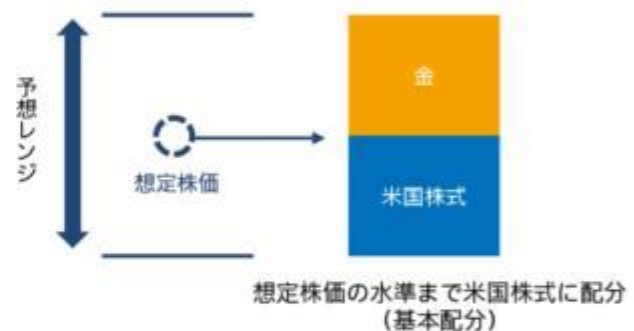 予想レンジ
金
想定株価
米国株式
想定株価の水準まで米国株式に配分
（基本配分）